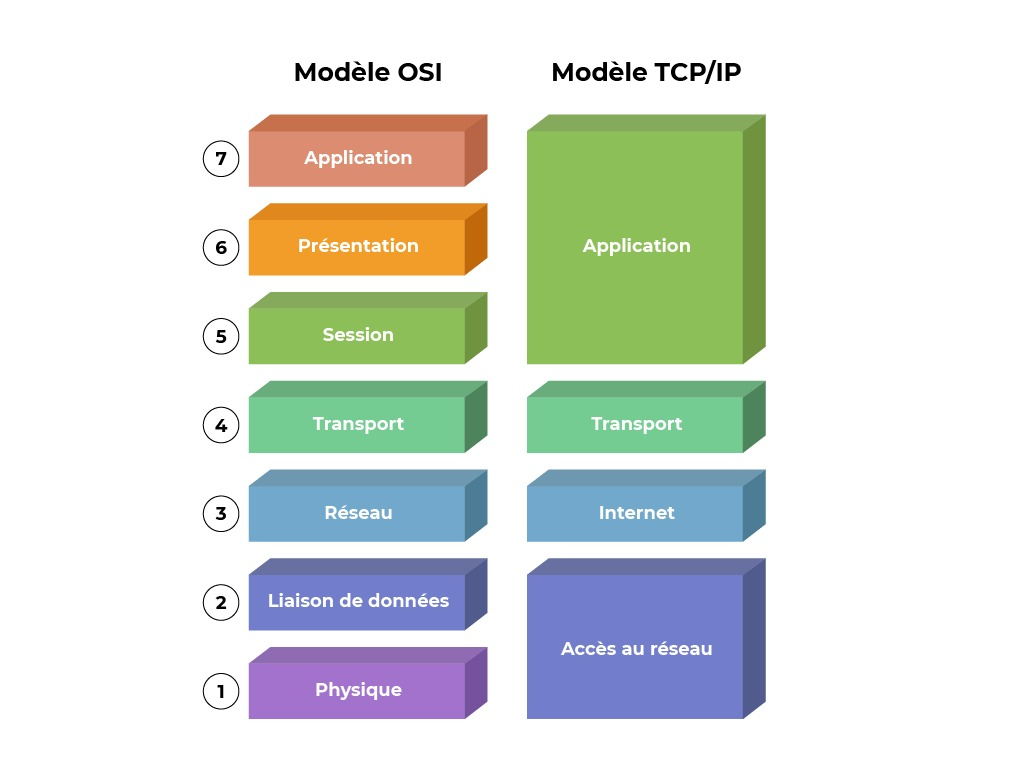 Modèle OSI
Modèle TCP/IP
7
Application
6
Présentation
Application
5
Session
4
Transport
Transport
3
Réseau
Internet
2
Liaison de données
Accès au réseau
1
Physique